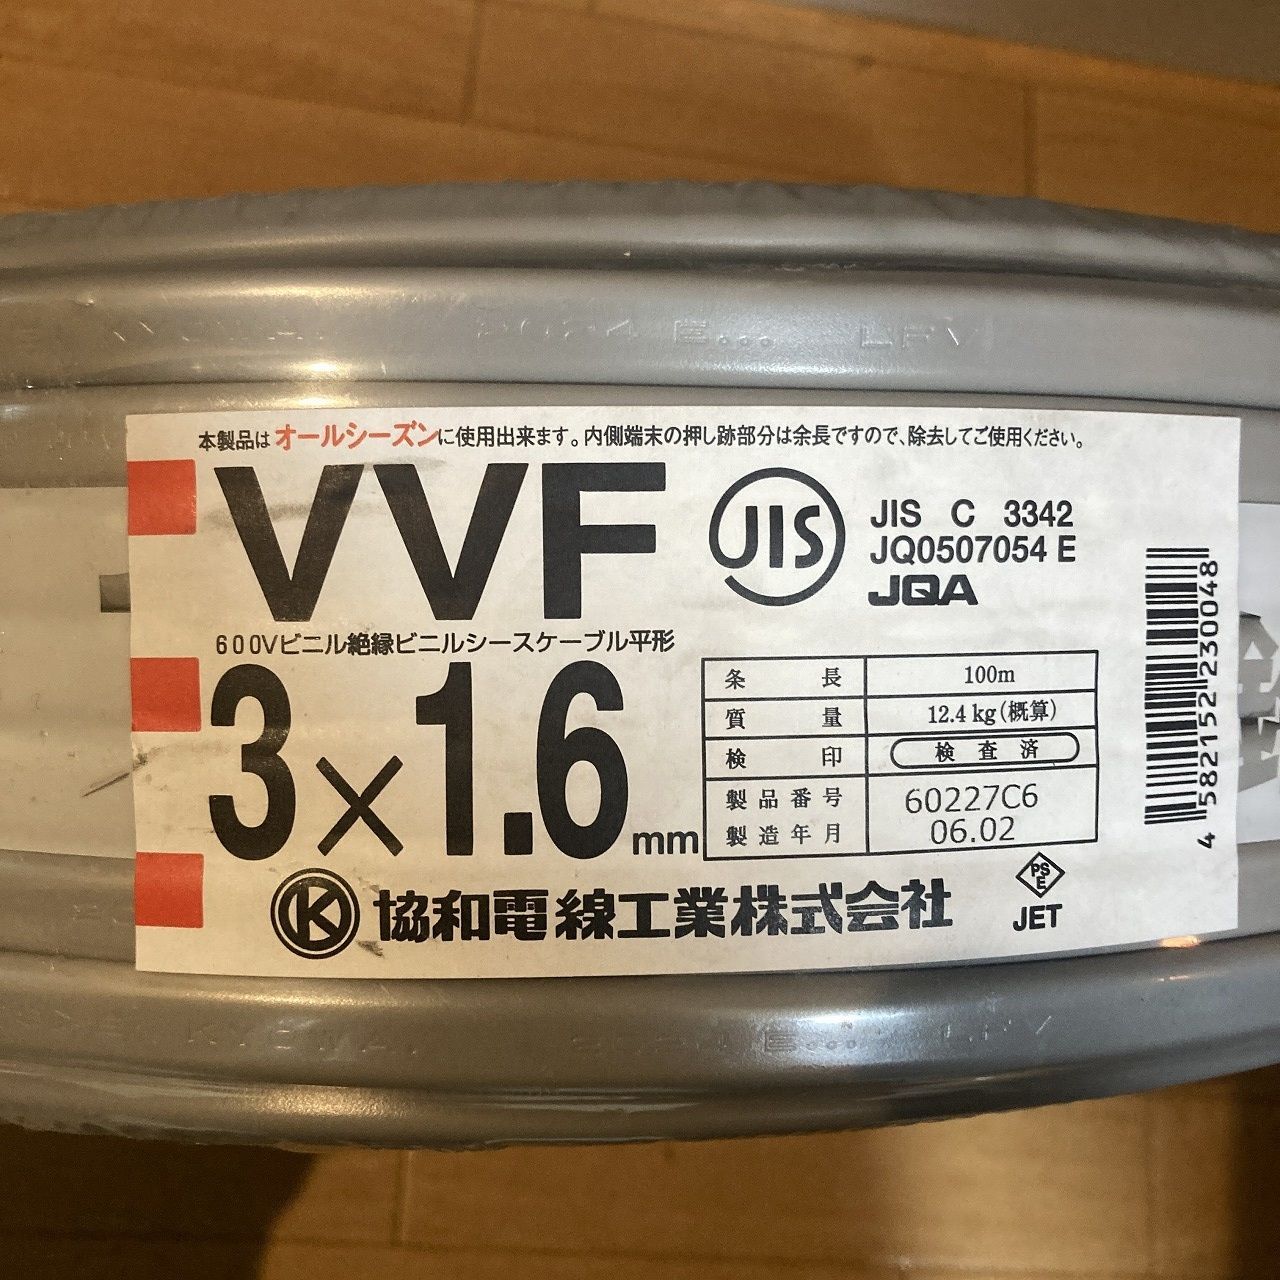 本製品はオールシーズンに使用出来ます。内側端末の押し跡部分は余長ですので、除去してご使用ください。
VVF
600Vビニル絶縁ビニルシースケーブル平形
3×1.6mm
JIS
JIS C 3342
JQ0507054 E
JQA
条長 100m
質量 12.4kg(概算)
検印 検査済
製品番号 60227C6
製造年月 06.02
K 協和電線工業株式会社
PS E
JET
4 582152 230048